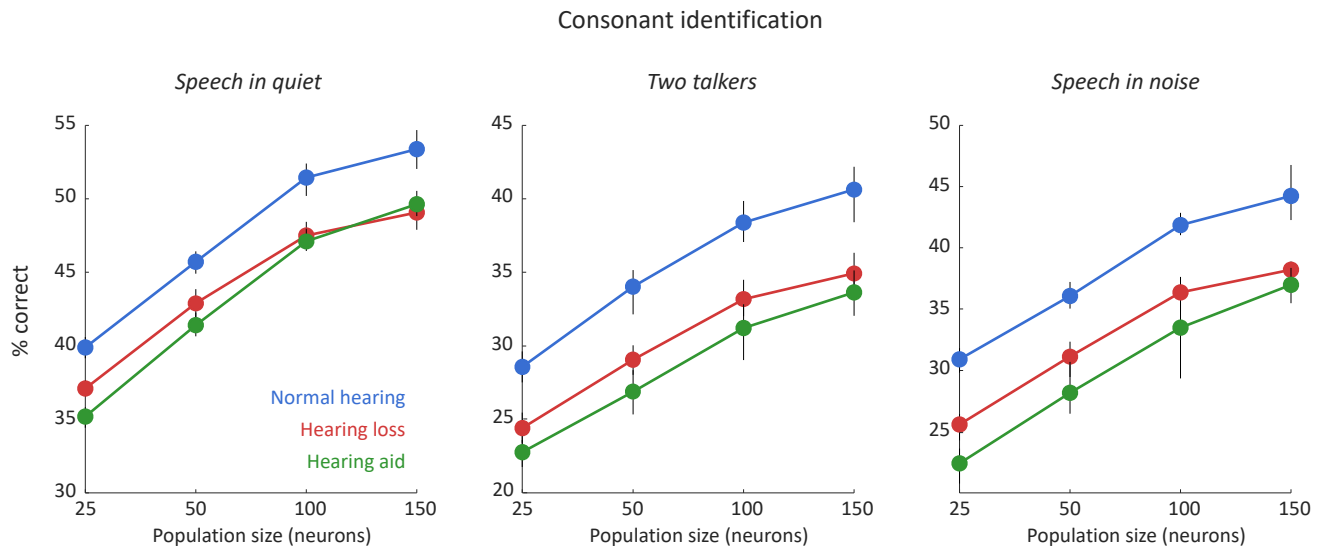 Consonant identification
Speech in quiet
Two talkers
Speech in noise
% correct
55
50
45
40
35
30
25
50
100
150
Population size (neurons)
Normal hearing
Hearing loss
Hearing aid
45
40
35
30
25
20
25
50
100
150
Population size (neurons)
50
45
40
35
30
25
25
50
100
150
Population size (neurons)